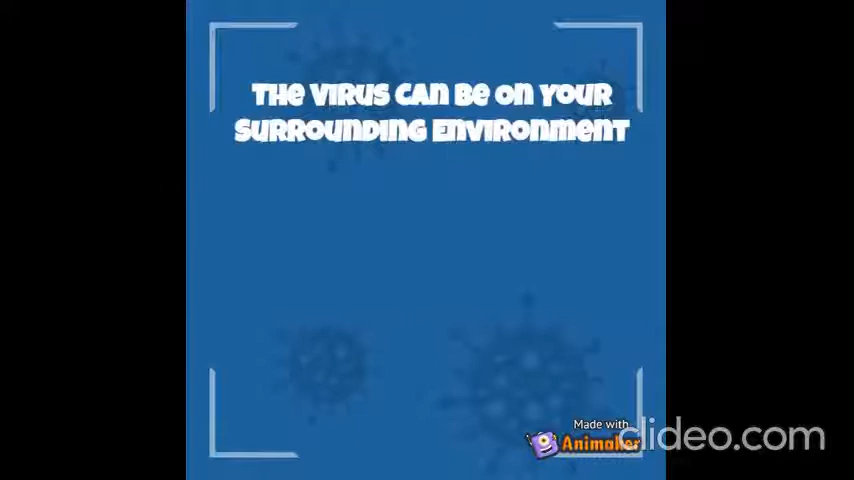 The Virus Can Be On Your
Surrounding Environment
Made with
Animaker
clideo.com